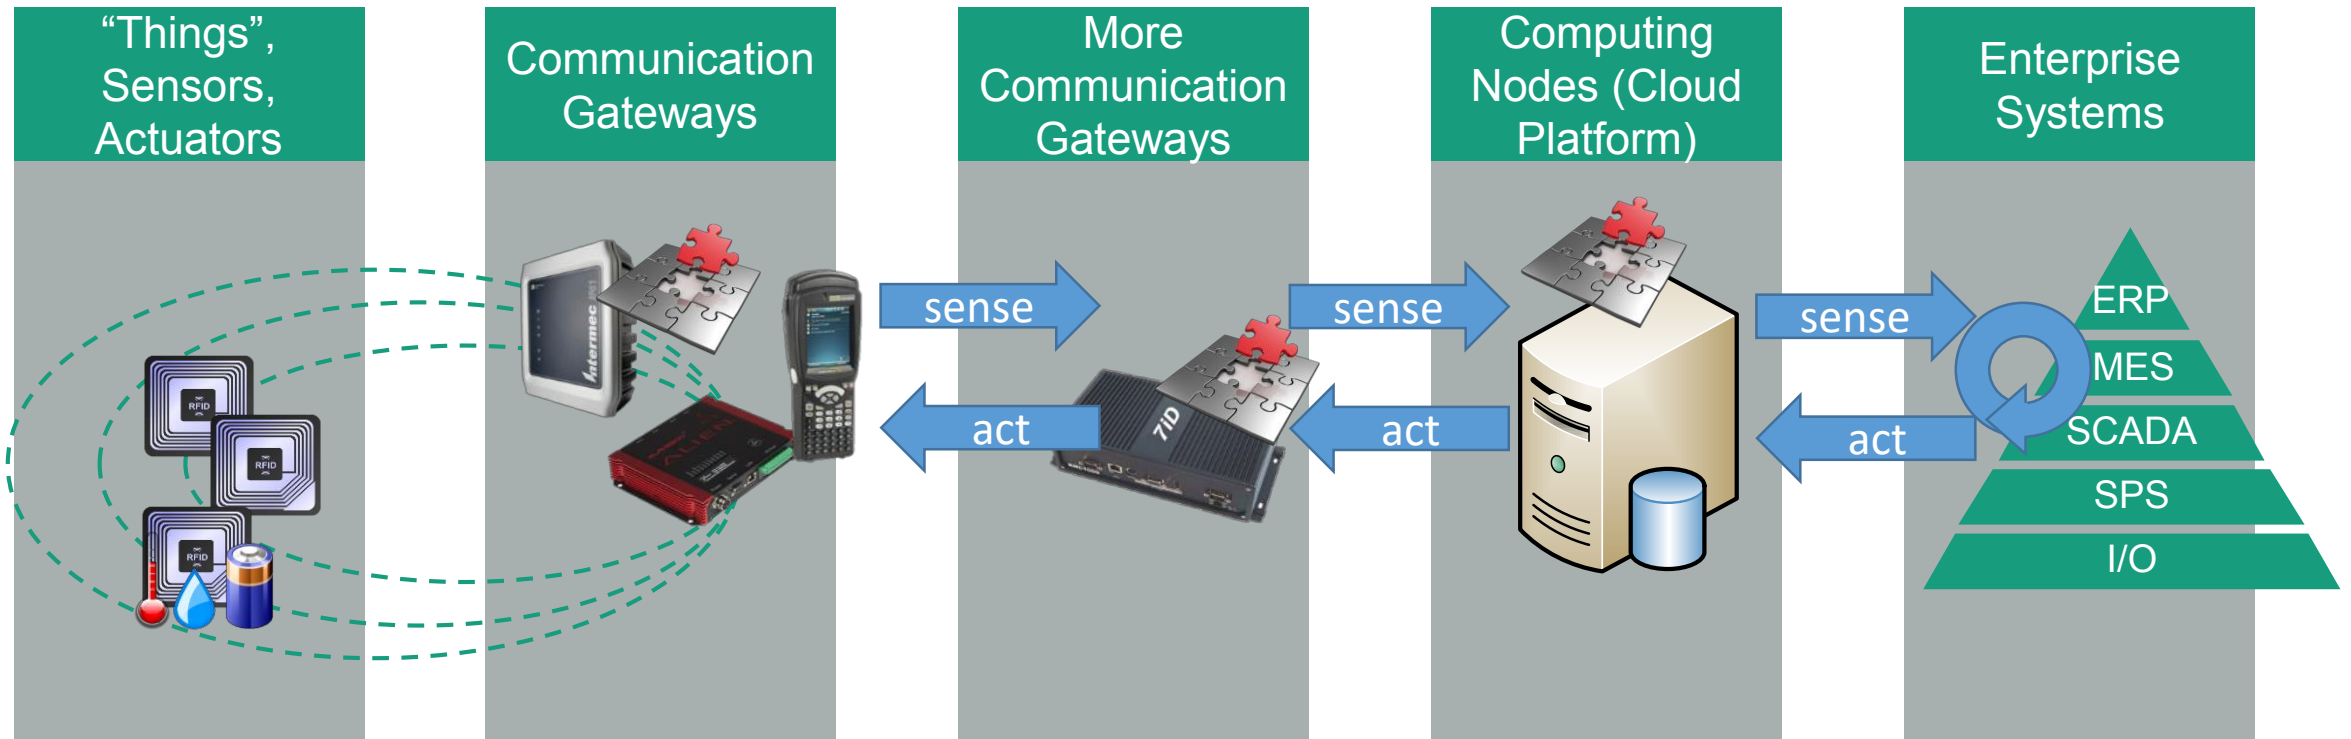 “Things”,
Sensors,
Actuators
Communication
Gateways
More
Communication
Gateways
Computing
Nodes (Cloud
Platform)
Enterprise
Systems
Intermec
ALIEN
7iD
RFID
RFID
RFID
sense
act
sense
act
sense
act
ERP
MES
SCADA
SPS
I/O